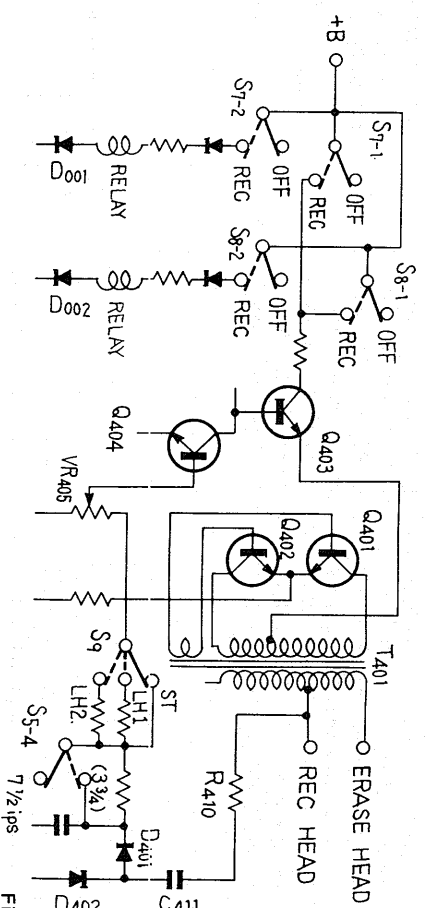 +B
S7-1
S7-2
OFF
REC
OFF
REC
D001
RELAY
S8-1
S8-2
OFF
REC
OFF
REC
D002
RELAY
Q403
Q404
VR405
Q401
Q402
T401
ERASE HEAD
REC HEAD
R410
S9
ST
LH1
LH2.
S5-4
(3¾)
7½ips
D401
D402
C411